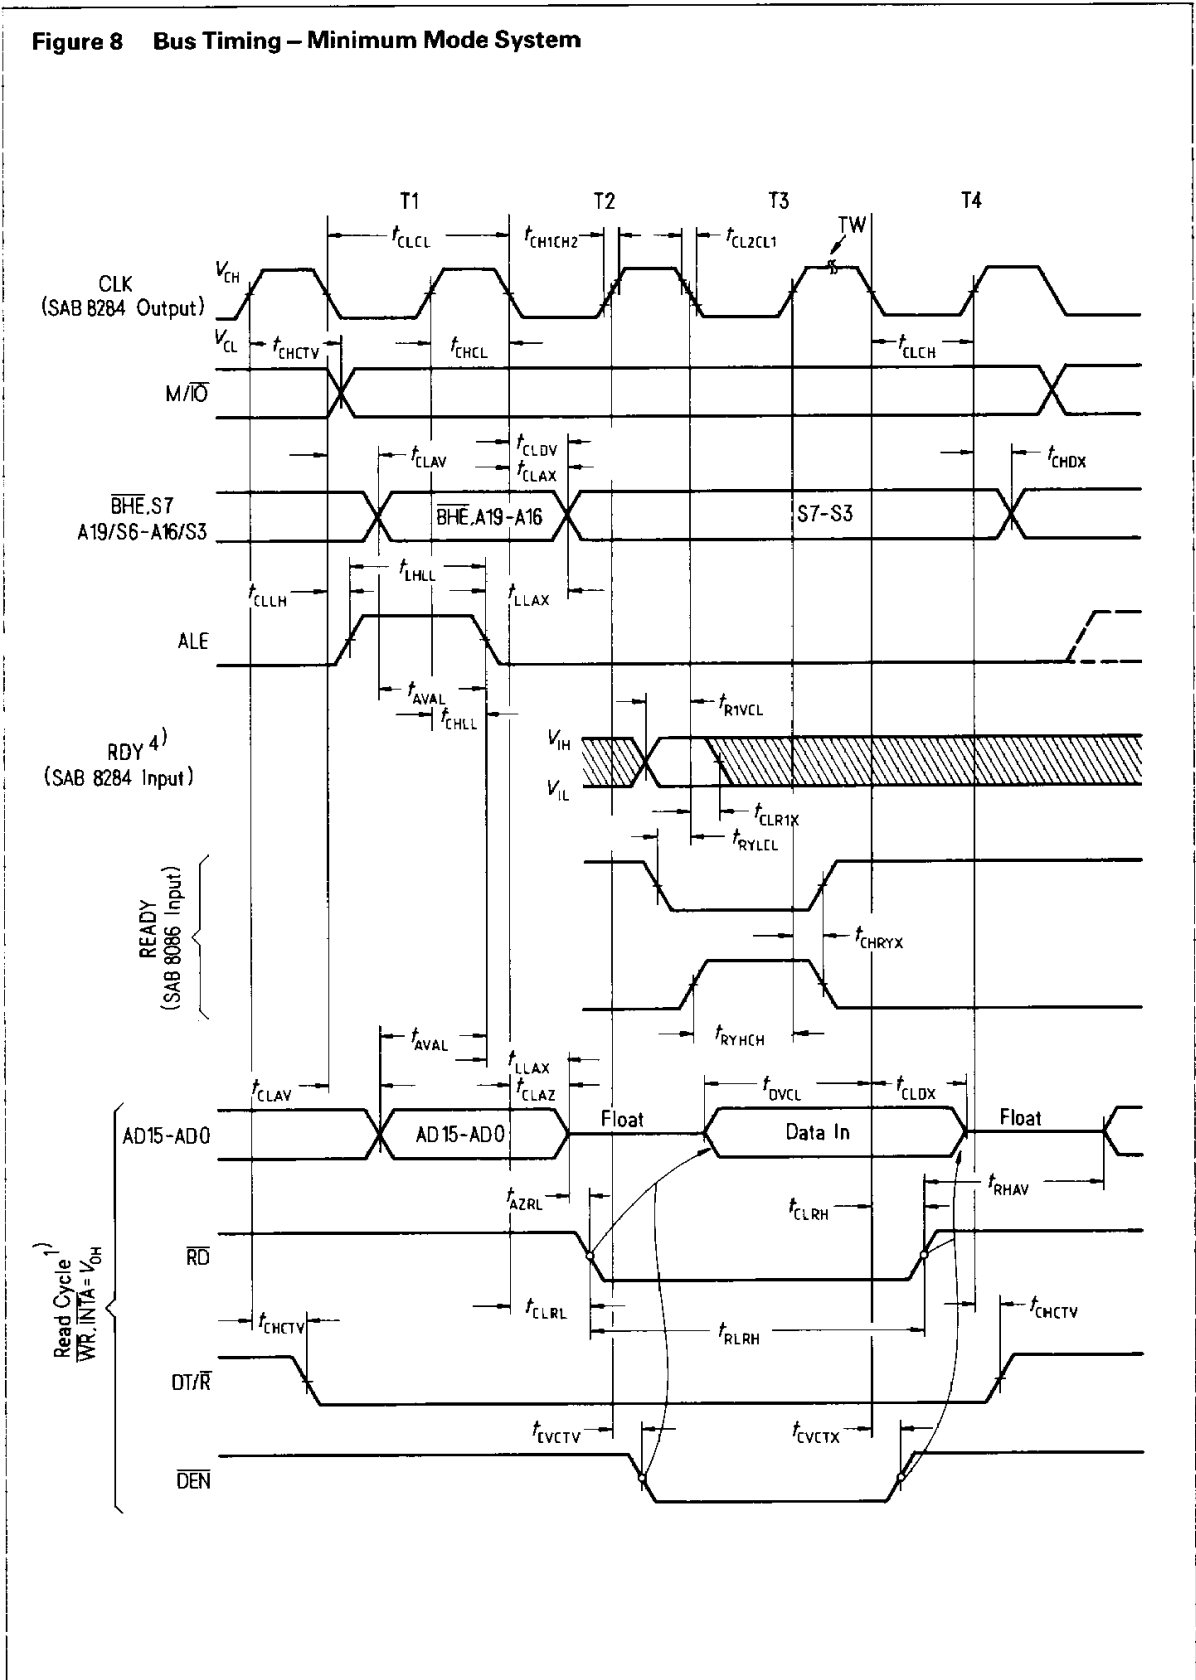 Figure 8 Bus Timing – Minimum Mode System
T1 T2 T3 T4
tCLCL tCH1CH2 tCL2CL1 TW
CLK
(SAB 8284 Output)
VCH
VCL
tCHCTV tCHCL tCLCH
M/IO
tCLAV tCLDV tCHDX
tCLAX
BHE,S7
A19/S6-A16/S3
BHE,A19-A16 S7-S3
tLHLL
tCLLH tLLAX
ALE
tAVAL tR1VCL
tCHLL
RDY 4)
(SAB 8284 Input)
VIH
VIL
tCLR1X
tRYLCL
READY
(SAB 8086 Input)
tCHRYX
tAVAL tRYHCH
tLLAX
tCLAV tCLAZ tDVCL tCLDX
AD15-AD0 AD15-AD0 Float Data In Float
tAZRL tCLRH tRHAV
Read Cycle 1)
WR, INTA = VOH
RD
tCHCTV tCLRL tRLRH tCHCTV
DT/R
tCVCTV tCVCTX
DEN